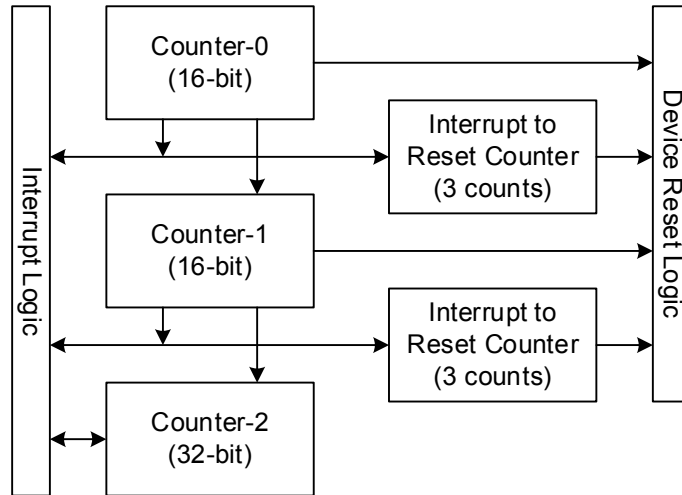 Counter-0
(16-bit)
Interrupt to
Reset Counter
(3 counts)
Interrupt Logic
Device Reset Logic
Counter-1
(16-bit)
Interrupt to
Reset Counter
(3 counts)
Counter-2
(32-bit)